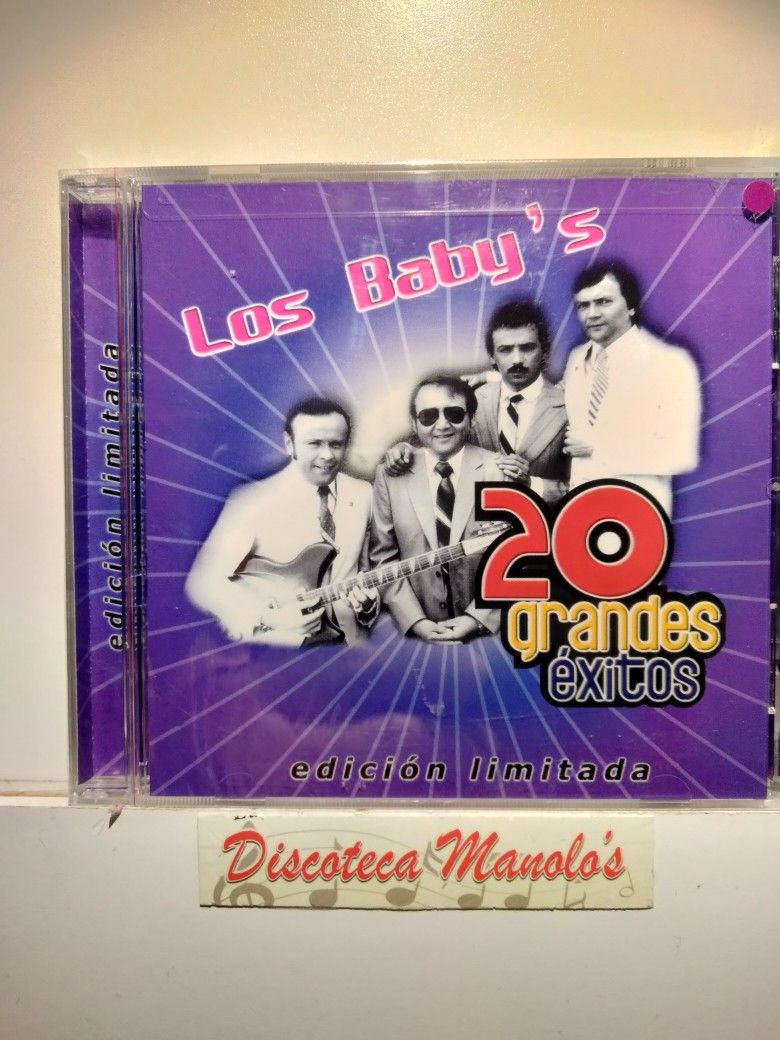 Los Baby's
20
grandes
éxitos
edición limitada
edición limitada
Discoteca Manolo's